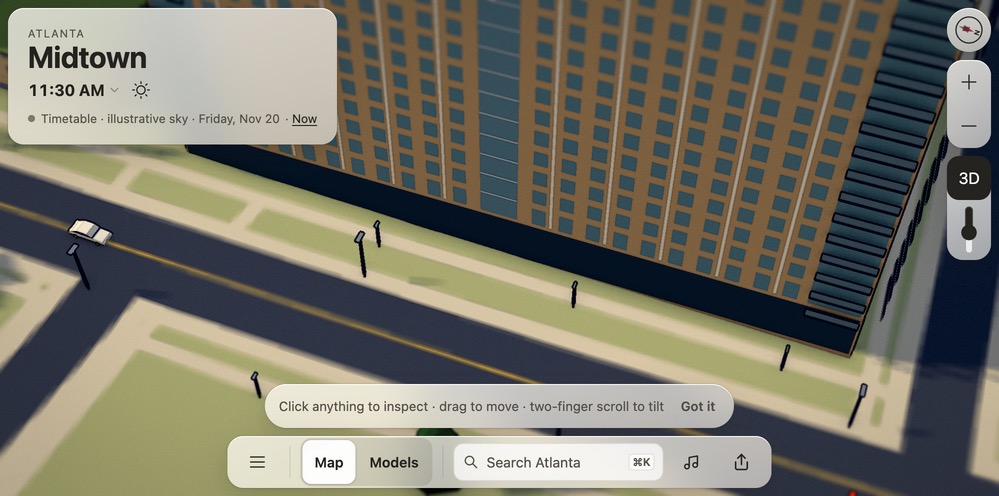 ATLANTA
Midtown
11:30 AM
Timetable · illustrative sky · Friday, Nov 20 · Now
N
3D
Click anything to inspect · drag to move · two-finger scroll to tilt Got it
Map Models Search Atlanta ⌘K